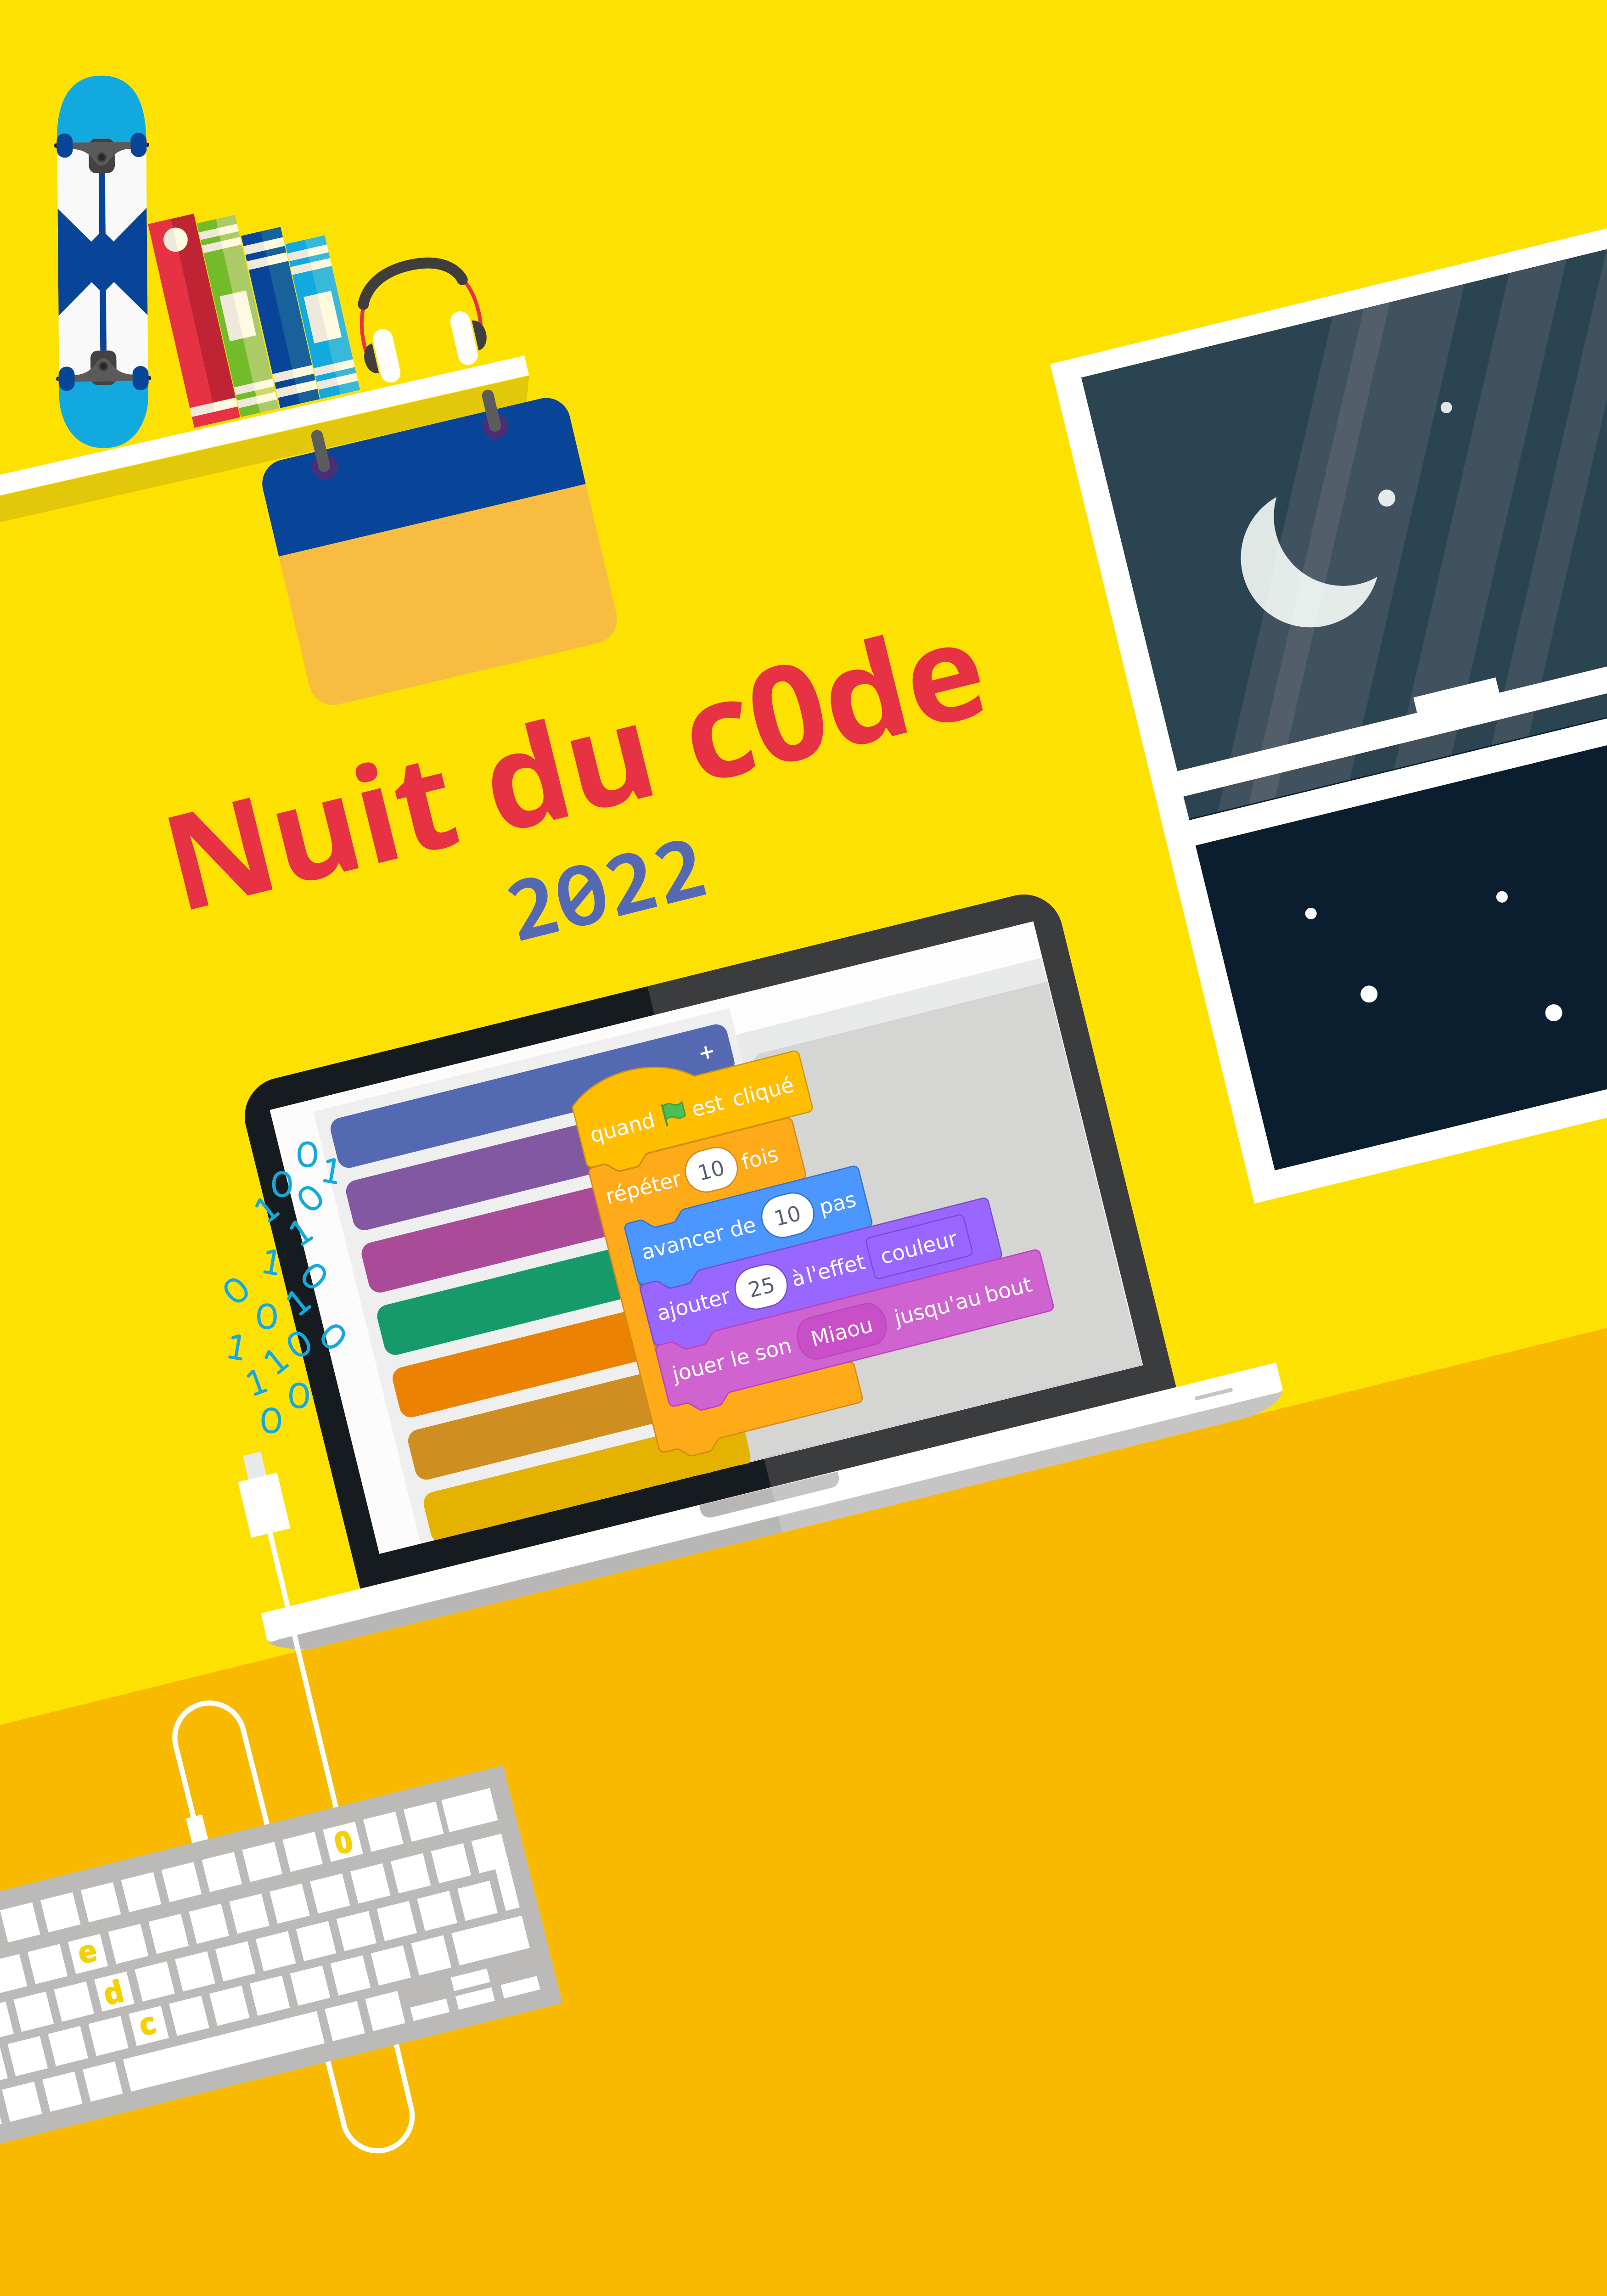 Nuit du c0de
2022
+
quand est cliqué
répéter 10 fois
avancer de 10 pas
ajouter 25 à l'effet couleur
jouer le son Miaou jusqu'au bout
0
0 1
1 0
1
1
0 0
0 1
1 0 0
1 1
0
0
0
e
d
c